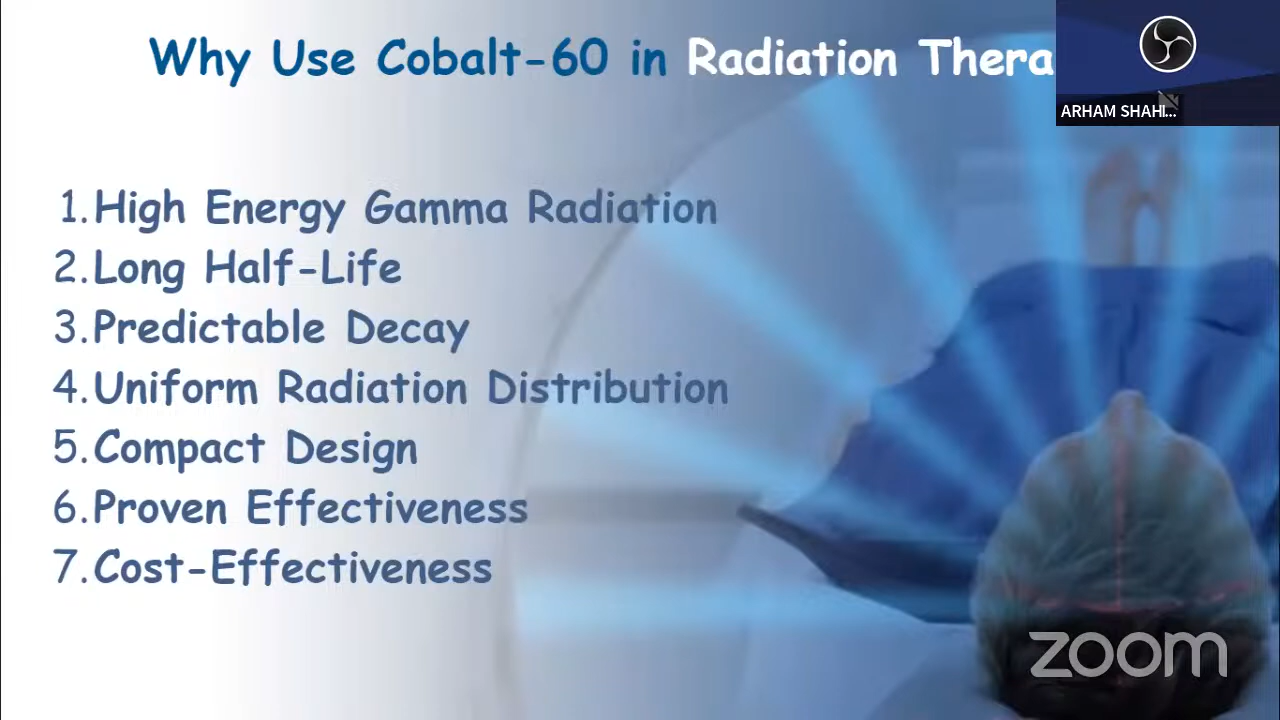 Why Use Cobalt-60 in Radiation Thera
ARHAM SHAHI...
1.High Energy Gamma Radiation
2.Long Half-Life
3.Predictable Decay
4.Uniform Radiation Distribution
5.Compact Design
6.Proven Effectiveness
7.Cost-Effectiveness
zoom